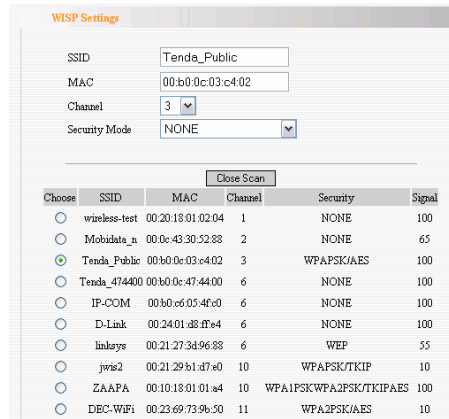 WISP Settings
SSID Tenda_Public
MAC 00:b0:0c:03:c4:02
Channel 3
Security Mode NONE
Close Scan
Choose SSID MAC Channel Security Signal
wireless-test 00:20:18:01:02:04 1 NONE 100
Mobidata_n 00:0c:43:30:52:88 2 NONE 65
Tenda_Public 00:b0:0c:03:c4:02 3 WPAPSK/AES 100
Tenda_474400 00:b0:0c:47:44:00 6 NONE 100
IP-COM 00:b0:c6:05:4f:c0 6 NONE 100
D-Link 00:24:01:d8:ff:e4 6 NONE 100
linksys 00:21:27:3d:96:88 6 WEP 55
jwis2 00:21:29:b1:d7:e0 10 WPAPSK/TKIP 10
ZAAPA 00:10:18:01:01:a4 10 WPA1PSKWPA2PSK/TKIPAES 100
DEC-WiFi 00:23:69:73:9b:50 11 WPA2PSK/AES 10